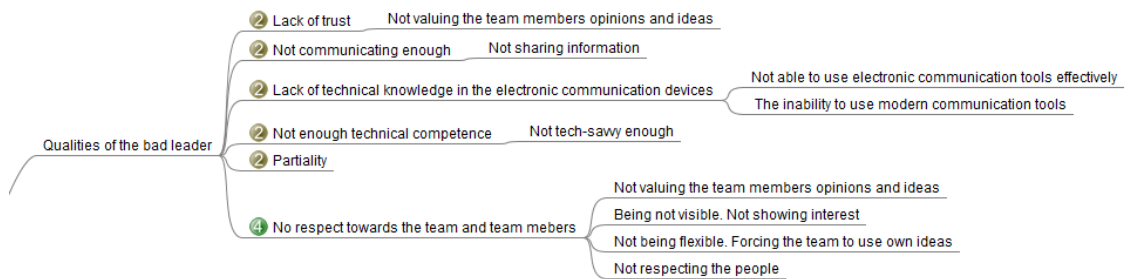 Qualities of the bad leader
2 Lack of trust
Not valuing the team members opinions and ideas
2 Not communicating enough
Not sharing information
2 Lack of technical knowledge in the electronic communication devices
Not able to use electronic communication tools effectively
The inability to use modern communication tools
2 Not enough technical competence
Not tech-sawy enough
2 Partiality
4 No respect towards the team and team mebers
Not valuing the team members opinions and ideas
Being not visible. Not showing interest
Not being flexible. Forcing the team to use own ideas
Not respecting the people